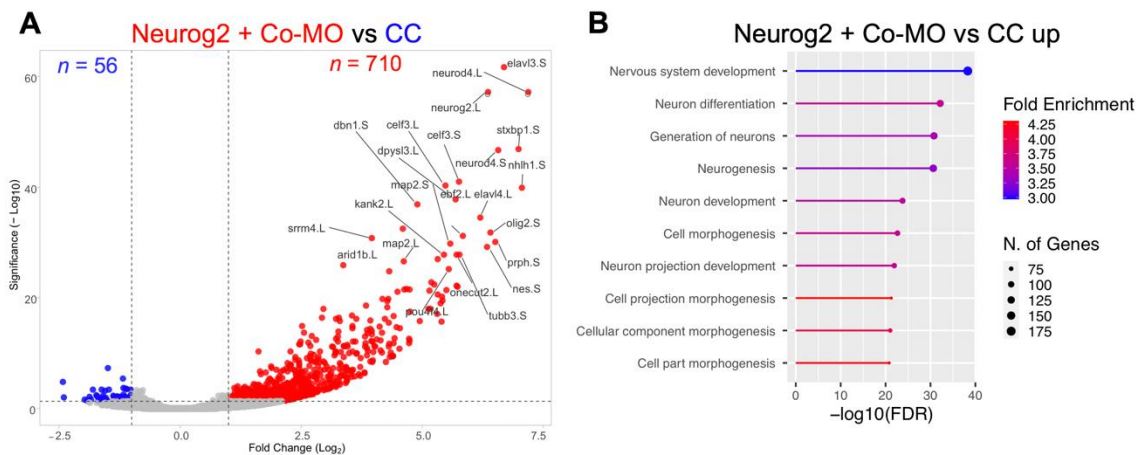 A
Neurog2 + Co-MO vs CC
n = 56
n = 710
elavl3.S
neurod4.L
neurog2.L
dbn1.S
celf3.L
celf3.S
stxbp1.S
dpysl3.L
neurod4.S
nhlh1.S
map2.S
ebf2.L
elavl4.L
kank2.L
olig2.S
srrm4.L
map2.L
arid1b.L
prph.S
nes.S
onecut2.L
pou4f4.L
tubb3.S
Significance (− Log10)
60
40
20
0
−2.5 0.0 2.5 5.0 7.5
Fold Change (Log2)
B
Neurog2 + Co-MO vs CC up
Nervous system development
Neuron differentiation
Generation of neurons
Neurogenesis
Neuron development
Cell morphogenesis
Neuron projection development
Cell projection morphogenesis
Cellular component morphogenesis
Cell part morphogenesis
0 10 20 30 40
−log10(FDR)
Fold Enrichment
4.25
4.00
3.75
3.50
3.25
3.00
N. of Genes
75
100
125
150
175